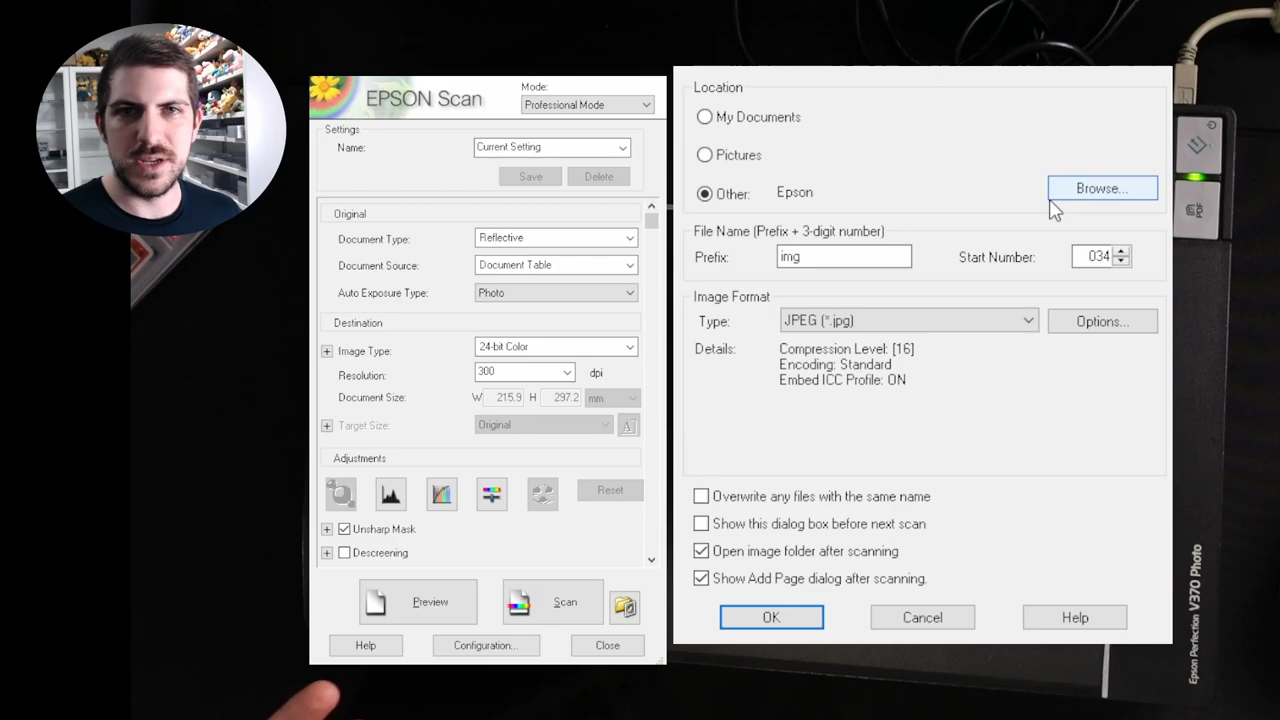 EPSON Scan
Mode:
Professional Mode
Settings
Name: Current Setting
Save Delete
Original
Document Type: Reflective
Document Source: Document Table
Auto Exposure Type: Photo
Destination
+ Image Type: 24-bit Color
Resolution: 300 dpi
Document Size: W 215.9 H 297.2 mm
+ Target Size: Original A
Adjustments
Reset
+ Unsharp Mask
+ Descreening
Preview Scan
Help Configuration... Close
Location
My Documents
Pictures
Other: Epson Browse...
File Name (Prefix + 3-digit number)
Prefix: img Start Number: 034
Image Format
Type: JPEG (*.jpg) Options...
Details: Compression Level: [16]
Encoding: Standard
Embed ICC Profile: ON
Overwrite any files with the same name
Show this dialog box before next scan
Open image folder after scanning
Show Add Page dialog after scanning.
OK Cancel Help
PDF
Epson Perfection V370 Photo